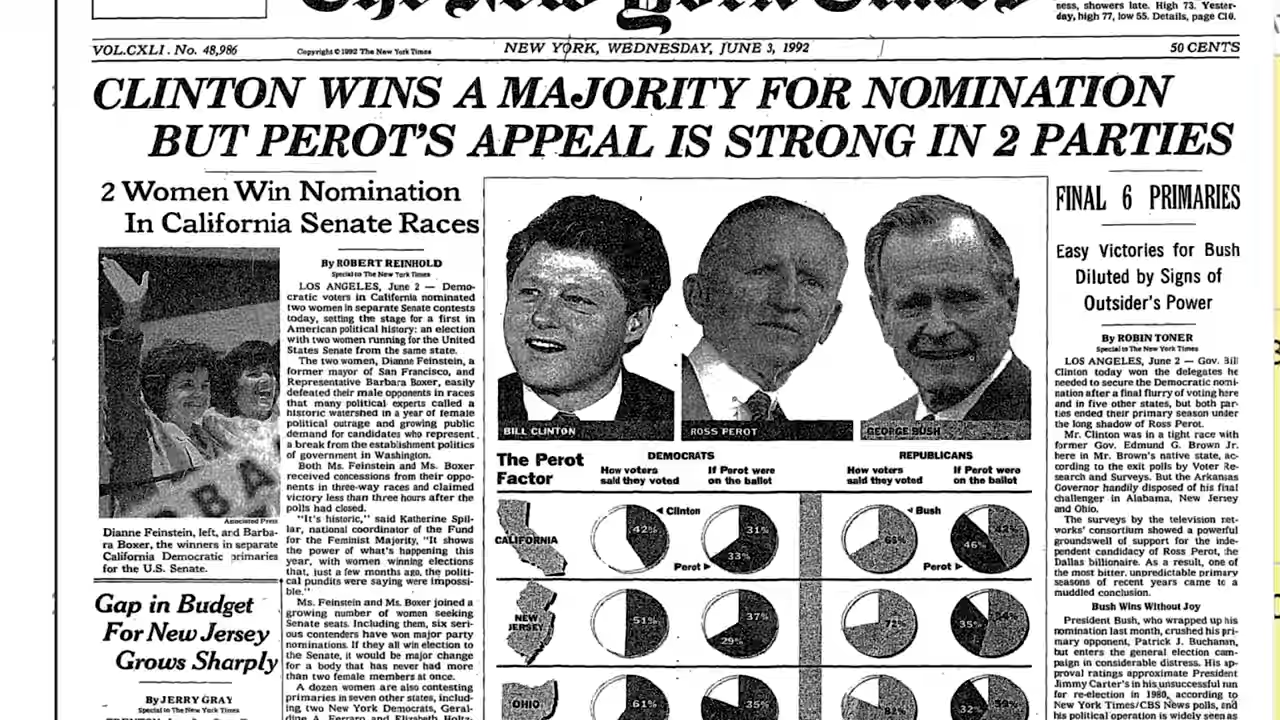 The New York Times
ness, showers late. High 73. Yester-
day, high 77, low 55. Details, page C10.
VOL.CXLI . No. 48,986
Copyright © 1992 The New York Times
NEW YORK, WEDNESDAY, JUNE 3, 1992
50 CENTS
CLINTON WINS A MAJORITY FOR NOMINATION
BUT PEROT'S APPEAL IS STRONG IN 2 PARTIES
2 Women Win Nomination
In California Senate Races
Associated Press
Dianne Feinstein, left, and Barba-
ra Boxer, the winners in separate
California Democratic primaries
for the U.S. Senate.
Gap in Budget
For New Jersey
Grows Sharply
By JERRY GRAY
Special to The New York Times
By ROBERT REINHOLD
Special to The New York Times
LOS ANGELES, June 2 — Demo-
cratic voters in California nominated
two women in separate Senate contests
today, setting the stage for a first in
American political history: an election
with two women running for the United
States Senate from the same state.
The two women, Dianne Feinstein, a
former mayor of San Francisco, and
Representative Barbara Boxer, easily
defeated their male opponents in races
that many political experts called a
historic watershed in a year of female
political outrage and growing public
demand for candidates who represent
a break from the establishment politics
of government in Washington.
Both Ms. Feinstein and Ms. Boxer
received concessions from their oppo-
nents in three-way races and claimed
victory less than three hours after the
polls had closed.
"It's historic," said Katherine Spil-
lar, national coordinator of the Fund
for the Feminist Majority, "It shows
the power of what's happening this
year, with women winning elections
that, just a few months ago, the politi-
cal pundits were saying were impossi-
ble."
Ms. Feinstein and Ms. Boxer joined a
growing number of women seeking
Senate seats. Including them, six seri-
ous contenders have won major party
nominations. If they all win election to
the Senate, it would be major change
for a body that has never had more
than two female members at once.
A dozen women are also contesting
primaries in seven other states, includ-
ing two New York Democrats, Geral-
dine A. Ferraro and Elizabeth Holtz-
BILL CLINTON
ROSS PEROT
GEORGE BUSH
The Perot
Factor
DEMOCRATS
How voters
said they voted
If Perot were
on the ballot
REPUBLICANS
How voters
said they voted
If Perot were
on the ballot
CALIFORNIA
Clinton
42%
31%
33%
Perot
Bush
Perot
46%
42%
NEW
JERSEY
51%
37%
29%
35%
OHIO
61%
35%
32%
FINAL 6 PRIMARIES
Easy Victories for Bush
Diluted by Signs of
Outsider's Power
By ROBIN TONER
Special to The New York Times
LOS ANGELES, June 2 — Gov. Bill
Clinton today won the delegates he
needed to secure the Democratic nomi-
nation after a final flurry of voting here
and in five other states, but both par-
ties ended their primary season under
the long shadow of Ross Perot.
Mr. Clinton was in a tight race with
former Gov. Edmund G. Brown Jr.
here in Mr. Brown's native state, ac-
cording to the exit polls by Voter Re-
search and Surveys. But the Arkansas
Governor handily disposed of his final
challenger in Alabama, New Jersey
and Ohio.
The surveys by the television net-
works' consortium showed a powerful
groundswell of support for the inde-
pendent candidacy of Ross Perot, the
Dallas billionaire. As a result, one of
the most bitter, unpredictable primary
seasons of recent years came to a
muddled conclusion.
Bush Wins Without Joy
President Bush, who wrapped up his
nomination last month, crushed his pri-
mary opponent, Patrick J. Buchanan,
but enters the general election cam-
paign in considerable distress. His ap-
proval ratings approximate President
Jimmy Carter's in his unsuccessful run
for re-election in 1980, according to
New York Times/CBS News polls, and
his political operation is widely seen as